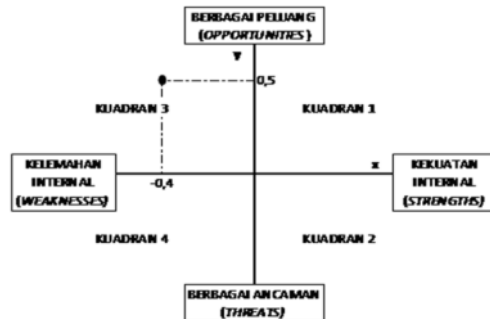 BERBAGAI PELUANG
(OPPORTUNITIES)
Y
0,5
KUADRAN 3
KUADRAN 1
KELEMAHAN
INTERNAL
(WEAKNESSES)
-0,4
x
KEKUATAN
INTERNAL
(STRENGTHS)
KUADRAN 4
KUADRAN 2
BERBAGAI ANCAMAN
(THREATS)